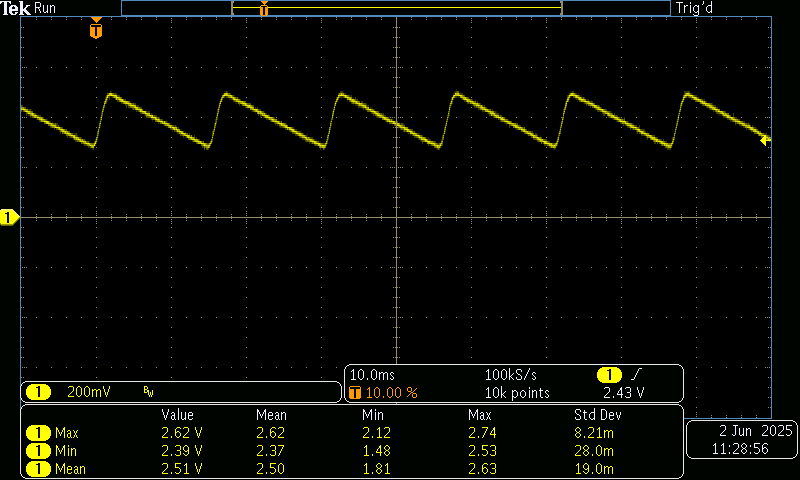 Tek Run Trig'd
T
T
1
10.0ms 100kS/s 1
1 200mV BW T 10.00 % 10k points 2.43 V
Value Mean Min Max Std Dev
1 Max 2.62 V 2.62 2.12 2.74 8.21m
1 Min 2.39 V 2.37 1.48 2.53 28.0m
1 Mean 2.51 V 2.50 1.81 2.63 19.0m
2 Jun 2025
11:28:56